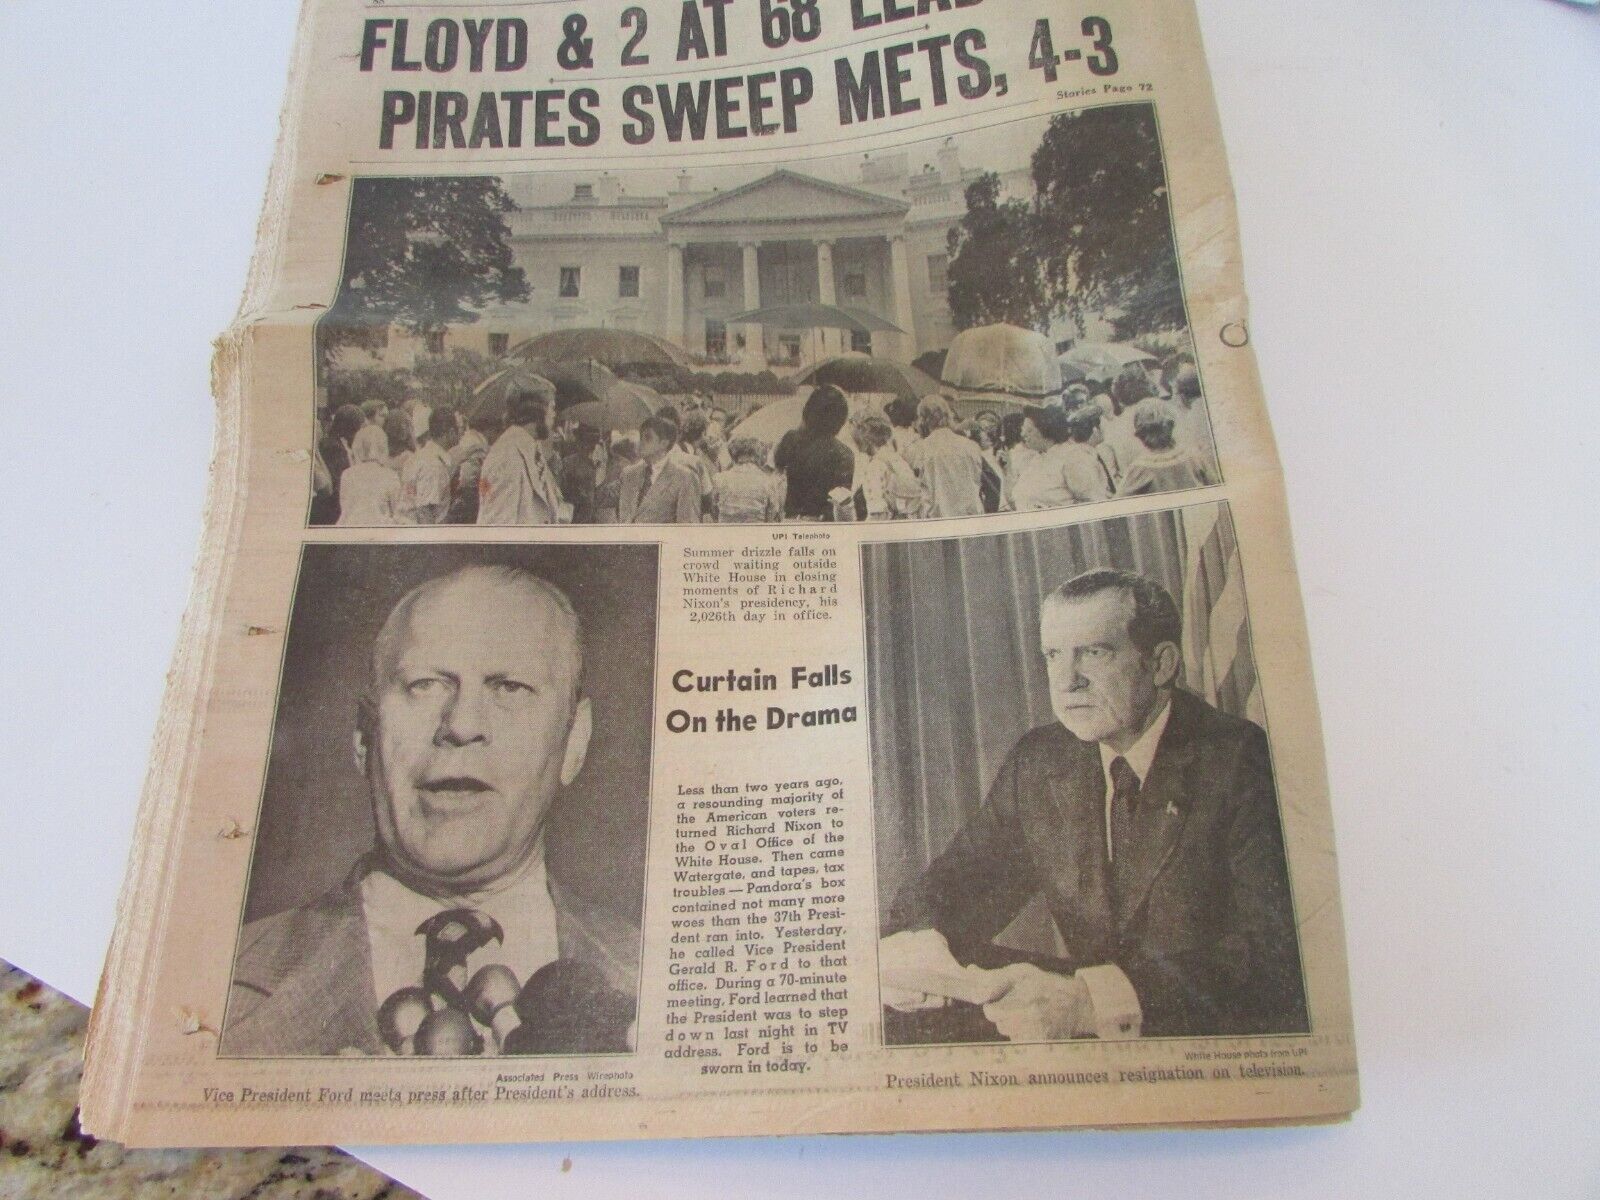 FLOYD & 2 AT 68 LEAD
PIRATES SWEEP METS, 4-3
Stories Page 72
UPI Telephoto
Summer drizzle falls on
crowd waiting outside
White House in closing
moments of Richard
Nixon's presidency, his
2,026th day in office.
Curtain Falls
On the Drama
Less than two years ago,
a resounding majority of
the American voters re-
turned Richard Nixon to
the Oval Office of the
White House. Then came
Watergate, and tapes, tax
troubles — Pandora's box
contained not many more
woes than the 37th Presi-
dent ran into. Yesterday,
he called Vice President
Gerald R. Ford to that
office. During a 70-minute
meeting, Ford learned that
the President was to step
down last night in TV
address. Ford is to be
sworn in today.
Associated Press Wirephoto
Vice President Ford meets press after President's address.
White House photo from UPI
President Nixon announces resignation on television.